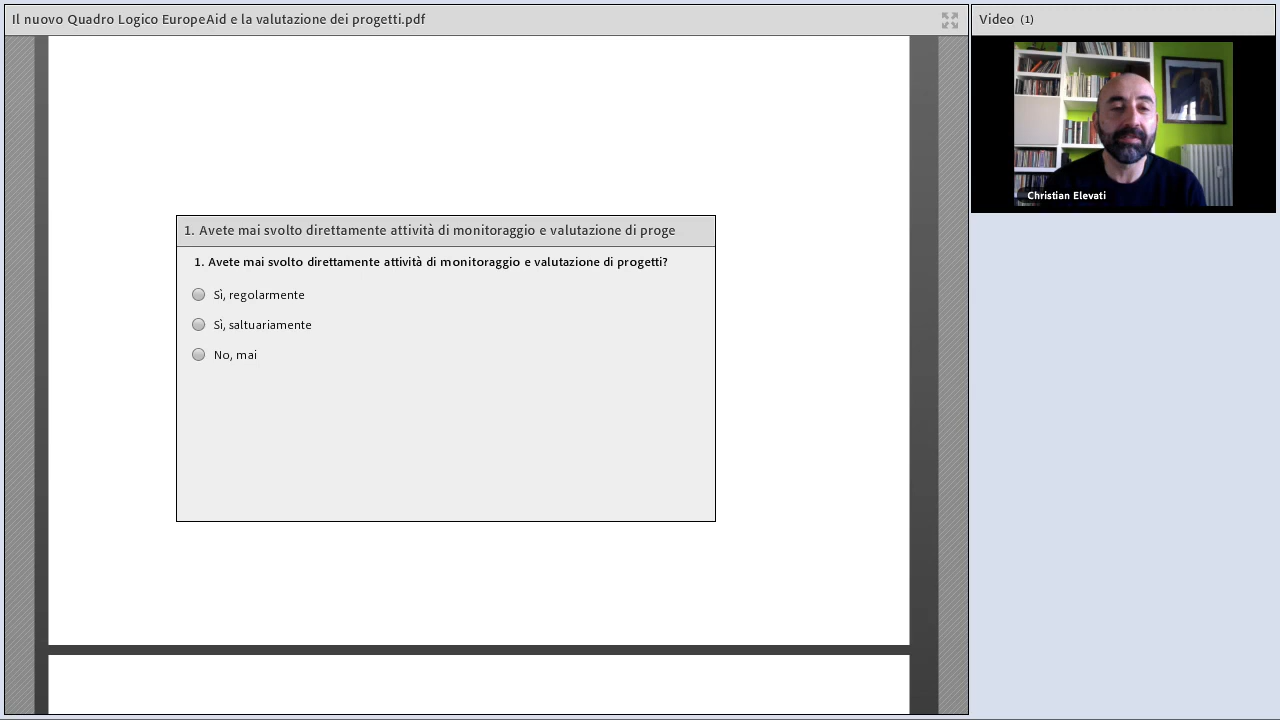 Il nuovo Quadro Logico EuropeAid e la valutazione dei progetti.pdf
Video (1)
Christian Elevati
1. Avete mai svolto direttamente attività di monitoraggio e valutazione di proge
1. Avete mai svolto direttamente attività di monitoraggio e valutazione di progetti?
Sì, regolarmente
Sì, saltuariamente
No, mai